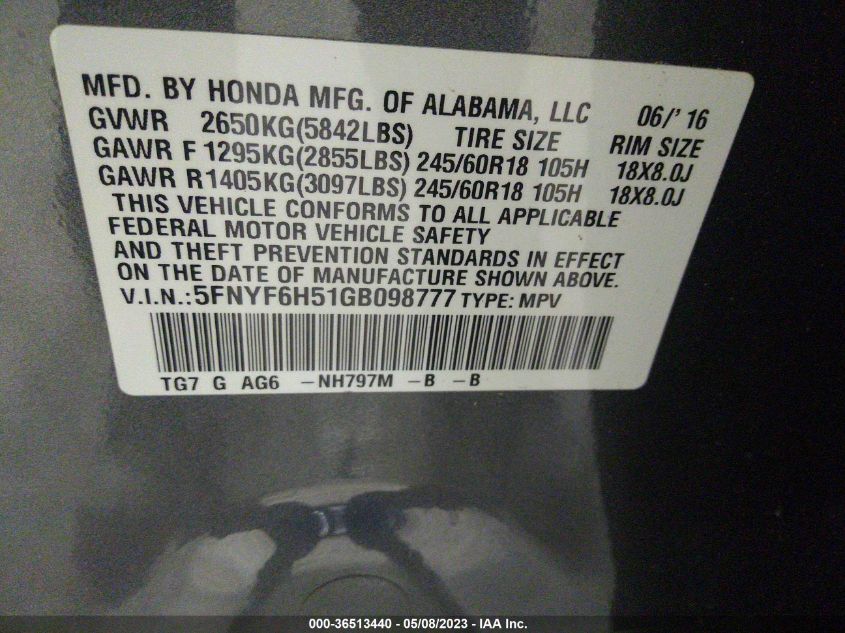 MFD. BY HONDA MFG. OF ALABAMA, LLC 06/'16
GVWR 2650KG(5842LBS) TIRE SIZE RIM SIZE
GAWR F 1295KG(2855LBS) 245/60R18 105H 18X8.0J
GAWR R1405KG(3097LBS) 245/60R18 105H 18X8.0J
THIS VEHICLE CONFORMS TO ALL APPLICABLE
FEDERAL MOTOR VEHICLE SAFETY
AND THEFT PREVENTION STANDARDS IN EFFECT
ON THE DATE OF MANUFACTURE SHOWN ABOVE.
V.I.N.:5FNYF6H51GB098777 TYPE: MPV
TG7 G AG6 -NH797M -B -B
000-36513440 - 05/08/2023 - IAA Inc.